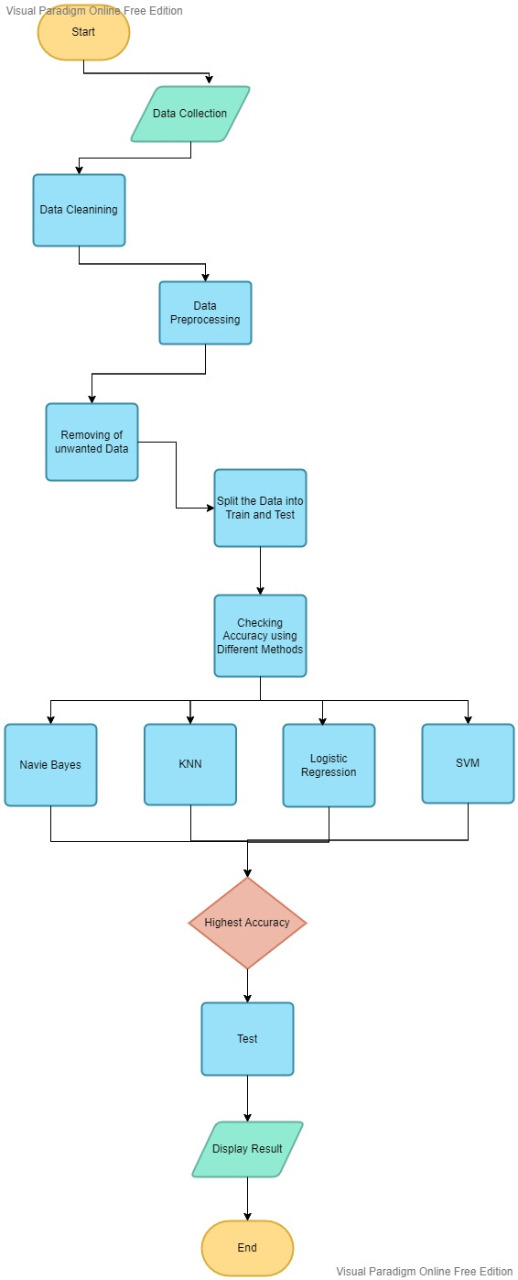 Visual Paradigm Online Free Edition
Start
Data Collection
Data Cleanining
Data
Preprocessing
Removing of
unwanted Data
Split the Data into
Train and Test
Checking
Accuracy using
Different Methods
Navie Bayes
KNN
Logistic
Regression
SVM
Highest Accuracy
Test
Display Result
End
Visual Paradigm Online Free Edition